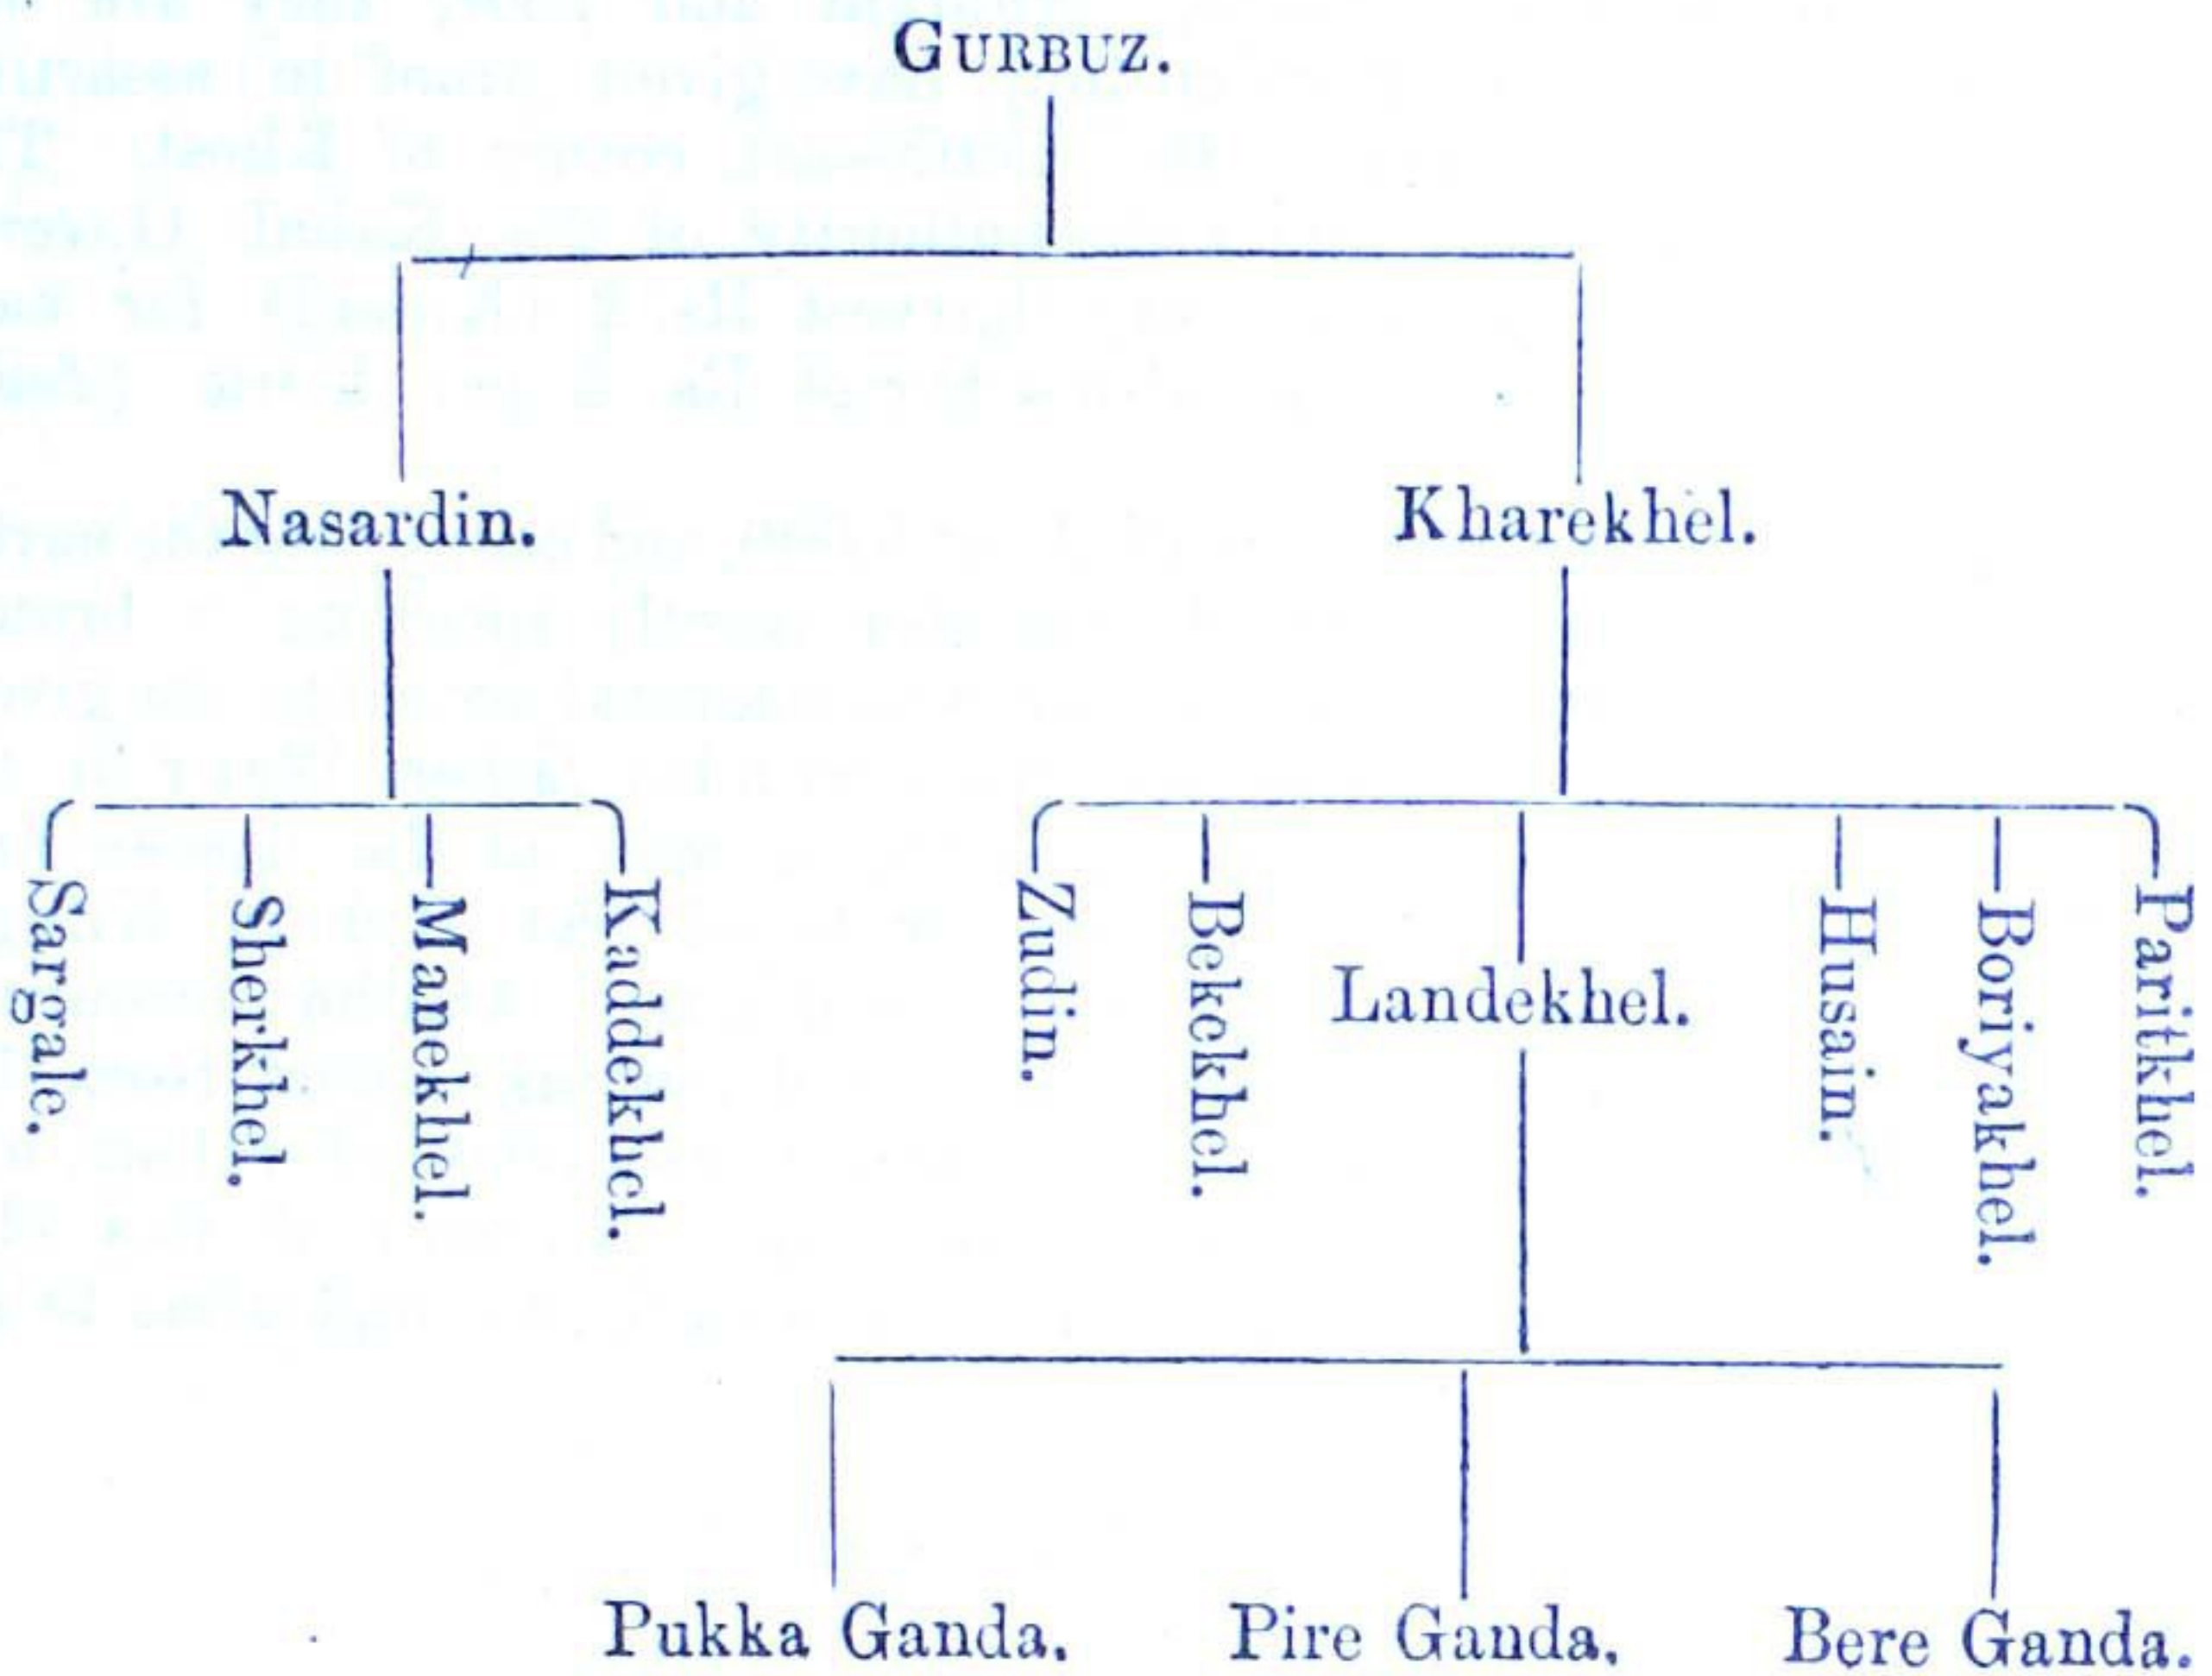 GURBUZ.
Nasardin.
Kharekhel.
Sargale.
Sherkhel.
Manekhel.
Kaddekhel.
Zudin.
Bekekhel.
Landekhel.
Husain.
Boriyakhel.
Paritkhel.
Pukka Ganda.
Pire Ganda.
Bere Ganda.